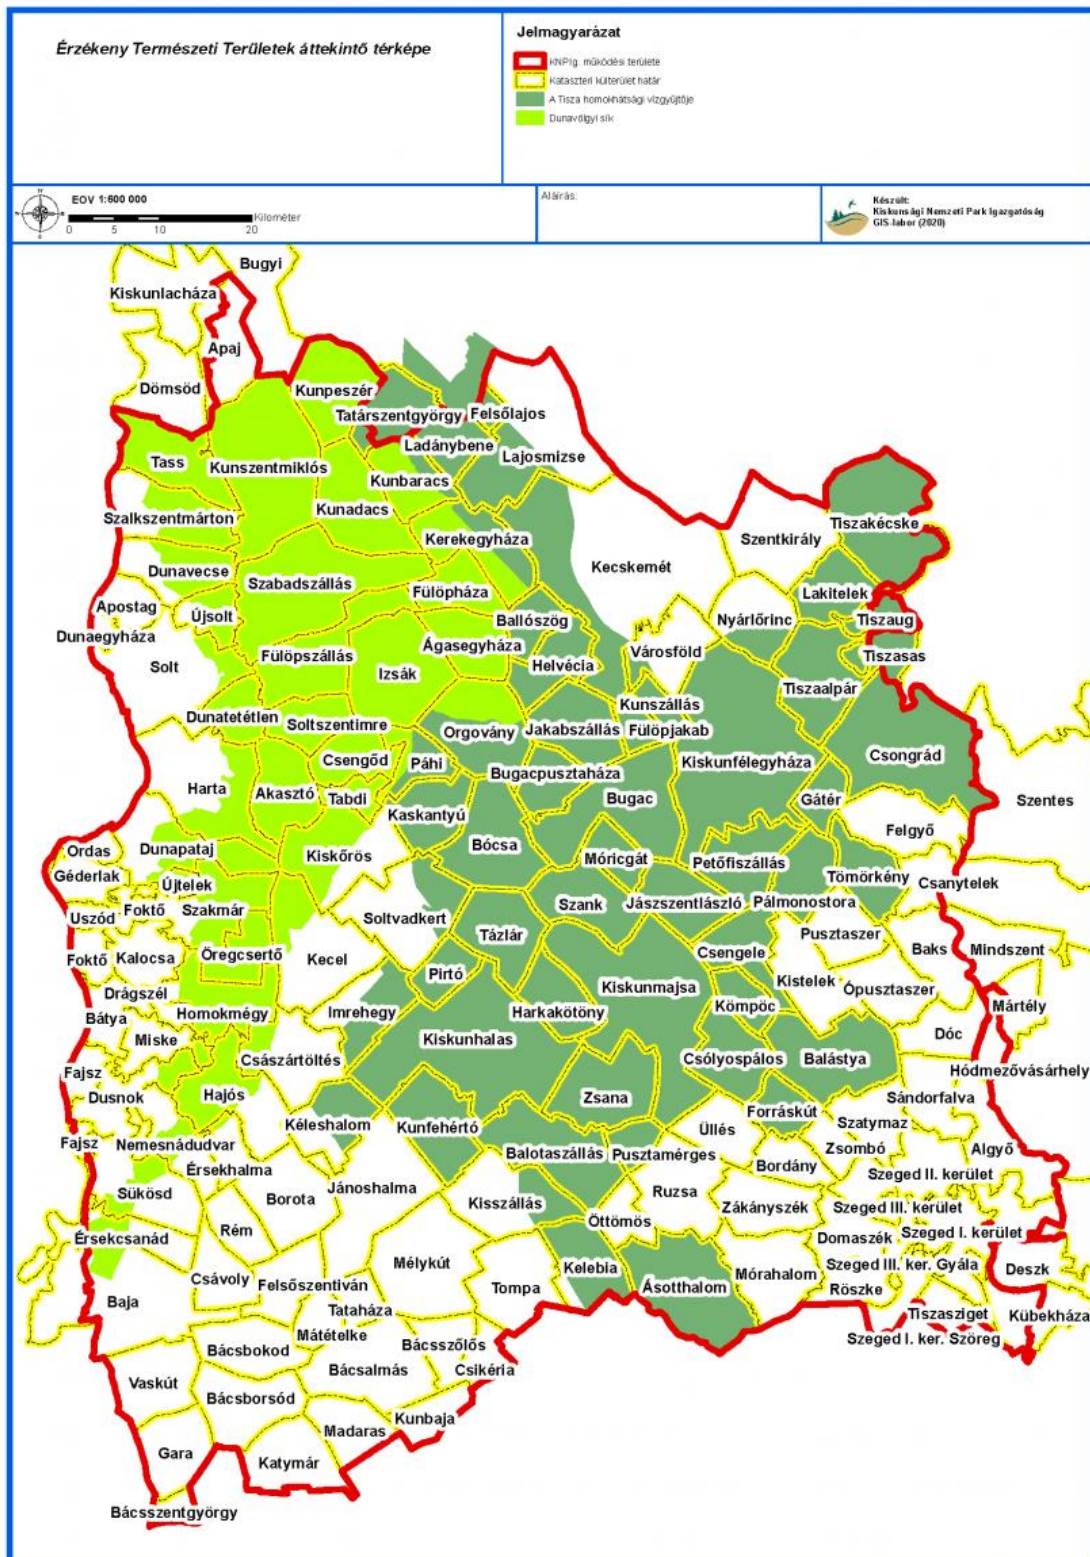 Érzékeny Természeti Területek áttekintő térképe
Jelmagyarázat
KNPIg. működési területe
Kataszteri külterület határ
A Tisza homokhátsági vízgyűjtője
Dunavölgyi sík
EOV 1:600 000
Kilométer
0 5 10 20
Aláírás:
Készült:
Kiskunsági Nemzeti Park Igazgatóság
GIS-labor (2020)
Bugyi
Kiskunlacháza
Apaj
Dömsöd
Kunpeszér
Tatárszentgyörgy
Felsőlajos
Ladánybene
Lajosmizse
Tass
Kunszentmiklós
Kunbaracs
Kunadacs
Szalkszentmárton
Tiszakécske
Kerekegyháza
Szentkirály
Kecskemét
Dunavecse
Szabadszállás
Fülöpháza
Lakitelek
Apostag
Újsolt
Ballószög
Nyárlőrinc
Tiszaug
Dunaegyháza
Ágasegyháza
Városföld
Fülöpszállás
Tiszasas
Solt
Izsák
Helvécia
Tiszaalpár
Kunszállás
Dunatetétlen
Soltszentimre
Orgovány
Jakabszállás
Fülöpjakab
Csengőd
Páhi
Kiskunfélegyháza
Csongrád
Bugacpusztaháza
Harta
Akasztó
Tabdi
Bugac
Gátér
Szentes
Kaskantyú
Felgyő
Ordas
Dunapataj
Bócsa
Kiskőrös
Móricgát
Petőfiszállás
Géderlak
Újtelek
Tömörkény
Csanytelek
Uszód
Foktő
Szakmár
Soltvadkert
Szank
Jászszentlászló
Pálmonostora
Tázlár
Pusztaszer
Foktő
Kalocsa
Öregcsertő
Kecel
Csengele
Baks
Mindszent
Pirtó
Kistelek
Drágszél
Kiskunmajsa
Ópusztaszer
Bátya
Homokmégy
Imrehegy
Harkakötöny
Kömpöc
Mártély
Miske
Kiskunhalas
Dóc
Császártöltés
Csólyospálos
Balástya
Fajsz
Hódmezővásárhely
Dusnok
Hajós
Zsana
Sándorfalva
Forráskút
Kéleshalom
Kunfehértó
Üllés
Szatymaz
Fajsz
Nemesnádudvar
Balotaszállás
Pusztamérges
Zsombó
Algyő
Érsekhalma
Bordány
Szeged II. kerület
Sükösd
Borota
Jánoshalma
Kisszállás
Ruzsa
Zákányszék
Szeged III. kerület
Öttömös
Rém
Domaszék
Szeged I. kerület
Érsekcsanád
Mélykút
Kelebia
Szeged III. ker. Gyála
Deszk
Csávoly
Felsőszentiván
Tompa
Ásotthalom
Mórahalom
Röszke
Baja
Tataháza
Tiszasziget
Kübekháza
Mátételke
Bácsszőlős
Szeged I. ker. Szőreg
Bácsbokod
Bácsalmás
Csikéria
Vaskút
Bácsborsód
Kunbaja
Madaras
Gara
Katymár
Bácsszentgyörgy